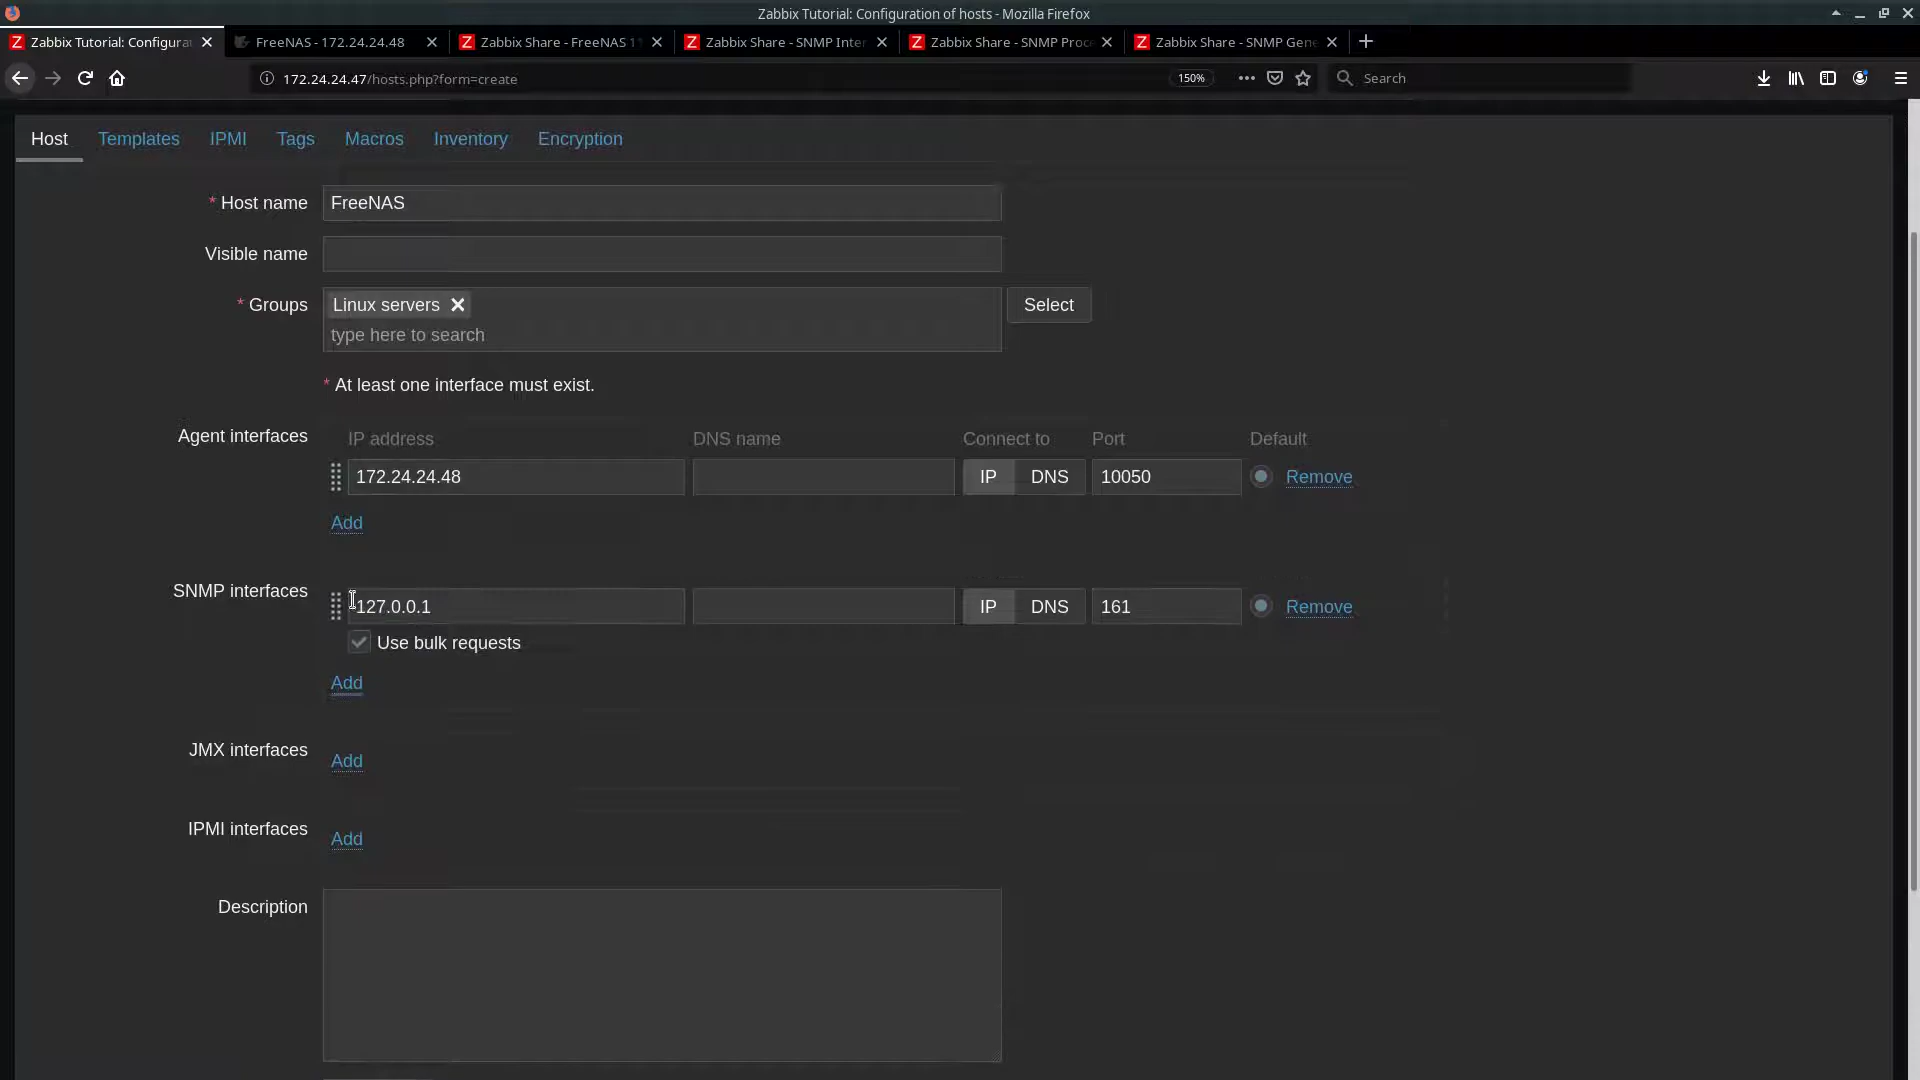 Zabbix Tutorial: Configuration of hosts - Mozilla Firefox
Zabbix Tutorial: Configurat
FreeNAS - 172.24.24.48
Zabbix Share - FreeNAS 11
Zabbix Share - SNMP Inter
Zabbix Share - SNMP Proce
Zabbix Share - SNMP Gene
172.24.24.47/hosts.php?form=create
150%
Search
Host Templates IPMI Tags Macros Inventory Encryption
* Host name FreeNAS
Visible name
* Groups Linux servers Select
type here to search
* At least one interface must exist.
Agent interfaces IP address DNS name Connect to Port Default
172.24.24.48 IP DNS 10050 Remove
Add
SNMP interfaces
127.0.0.1 IP DNS 161 Remove
Use bulk requests
Add
JMX interfaces
Add
IPMI interfaces
Add
Description